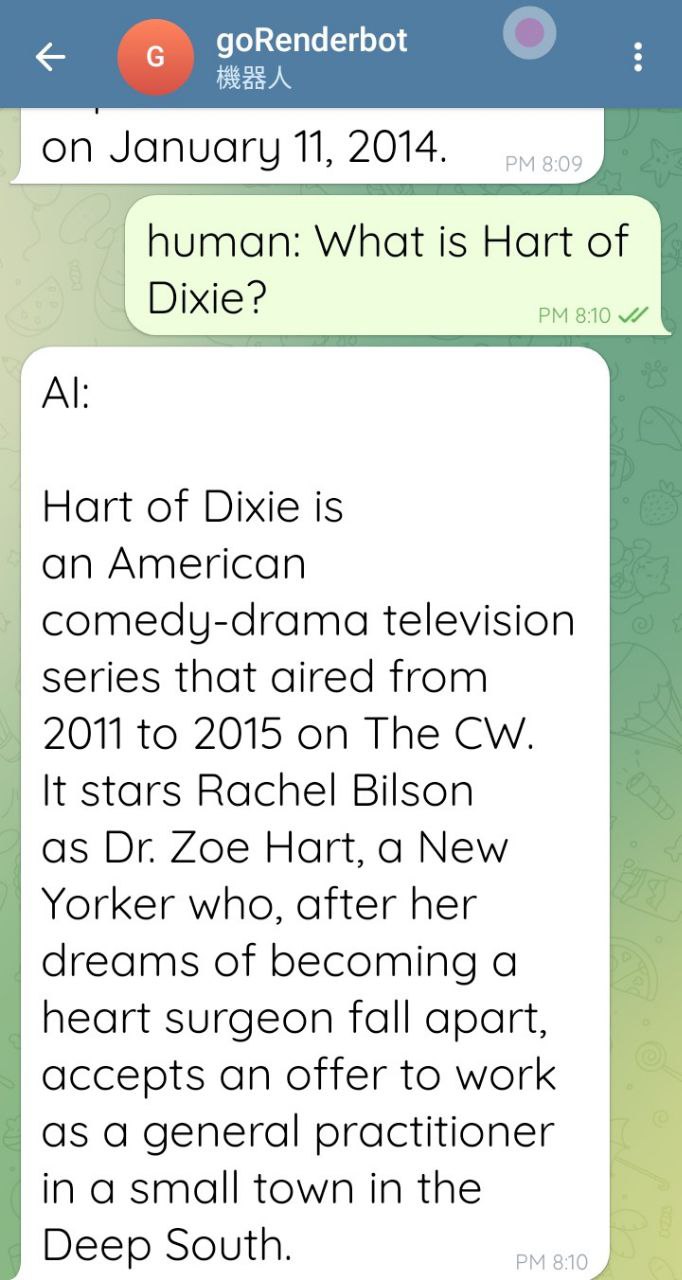 G
goRenderbot
機器人
on January 11, 2014.
PM 8:09
human: What is Hart of
Dixie?
PM 8:10
AI:
Hart of Dixie is
an American
comedy-drama television
series that aired from
2011 to 2015 on The CW.
It stars Rachel Bilson
as Dr. Zoe Hart, a New
Yorker who, after her
dreams of becoming a
heart surgeon fall apart,
accepts an offer to work
as a general practitioner
in a small town in the
Deep South.
PM 8:10